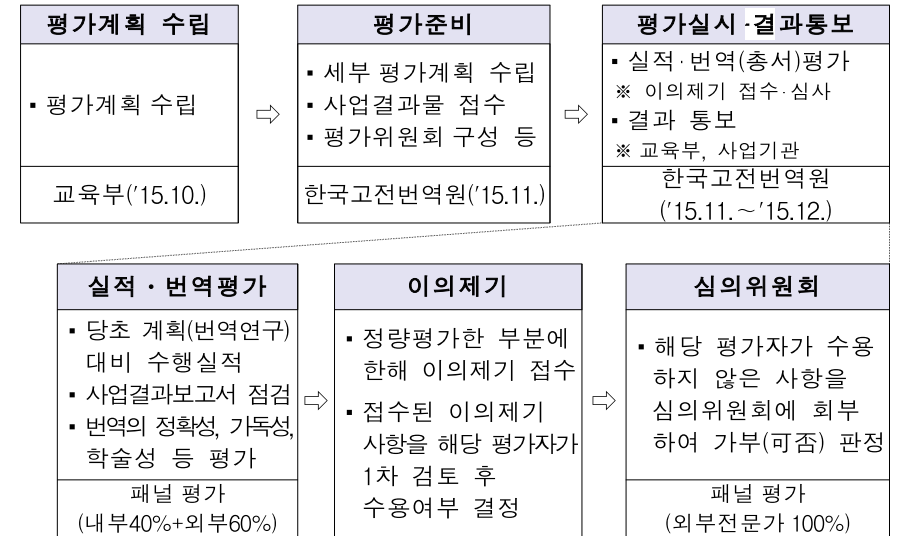 평가계획 수립
▪ 평가계획 수립
교육부('15.10.)
⇨
평가준비
▪ 세부 평가계획 수립
▪ 사업결과물 접수
▪ 평가위원회 구성 등
한국고전번역원('15.11.)
⇨
평가실시·결과통보
▪ 실적·번역(총서)평가
※ 이의제기 접수·심사
▪ 결과 통보
※ 교육부, 사업기관
한국고전번역원
('15.11.～'15.12.)
실적·번역평가
▪ 당초 계획(번역연구)
대비 수행실적
▪ 사업결과보고서 점검
▪ 번역의 정확성, 가독성,
학술성 등 평가
패널 평가
(내부40%+외부60%)
⇨
이의제기
▪ 정량평가한 부분에
한해 이의제기 접수
▪ 접수된 이의제기
사항을 해당 평가자가
1차 검토 후
수용여부 결정
⇨
심의위원회
▪ 해당 평가자가 수용
하지 않은 사항을
심의위원회에 회부
하여 가부(可否) 판정
패널 평가
(외부전문가 100%)